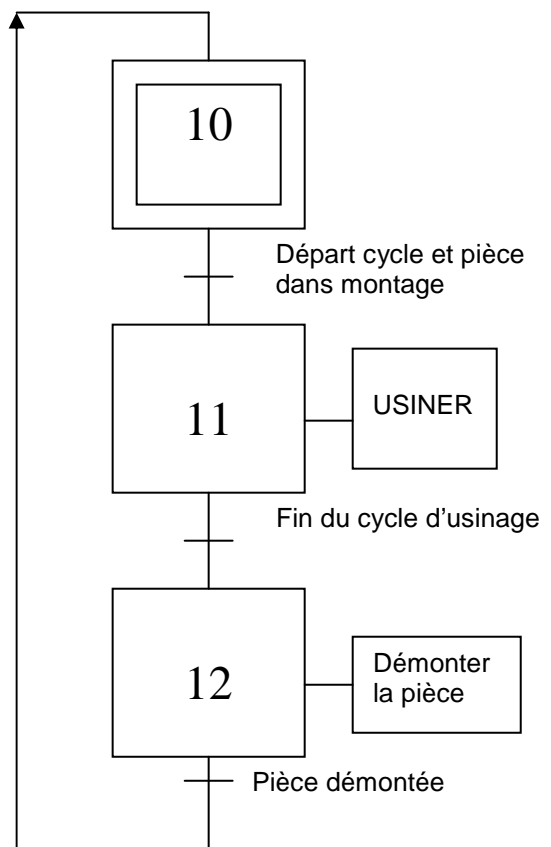 10
Départ cycle et pièce
dans montage
11
USINER
Fin du cycle d’usinage
12
Démonter
la pièce
Pièce démontée